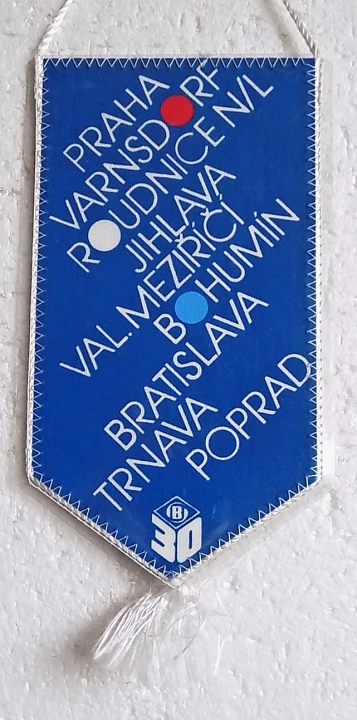 PRAHA
VARNSDORF
ROUDNICE N/L
JIHLAVA
VAL. MEZIŘÍČÍ
BOHUMÍN
BRATISLAVA
TRNAVA
POPRAD
B
30